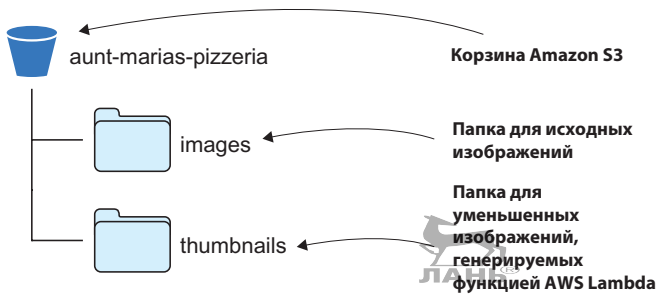 aunt-marias-pizzeria
Корзина Amazon S3
images
Папка для исходных
изображений
thumbnails
Папка для
уменьшенных
изображений,
генерируемых
функцией AWS Lambda
ЛАНЬ®